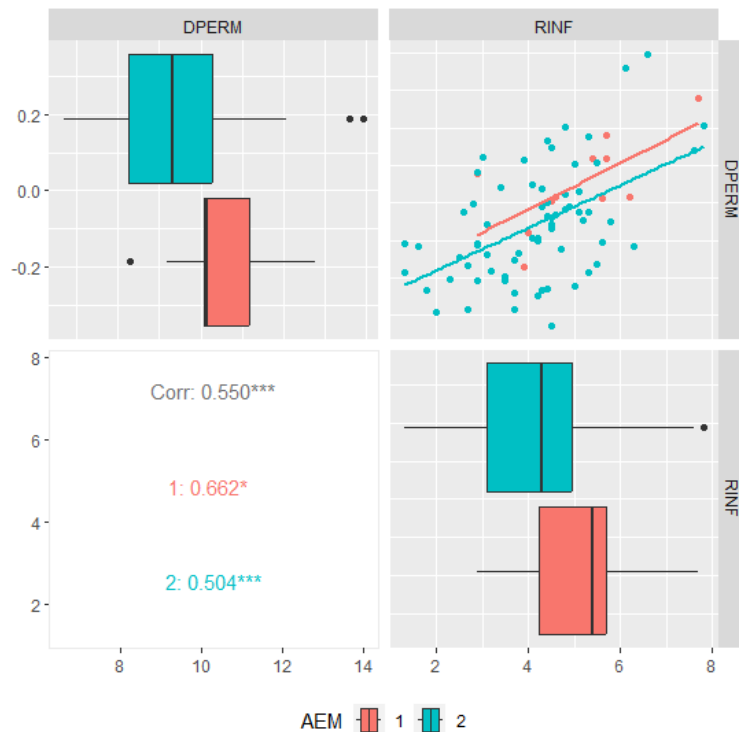 DPERM RINF
0.2
0.0
-0.2
DPERM
8
6
4
2
Corr: 0.550***
1: 0.662*
2: 0.504***
RINF
8 10 12 14 2 4 6 8
AEM 1 2